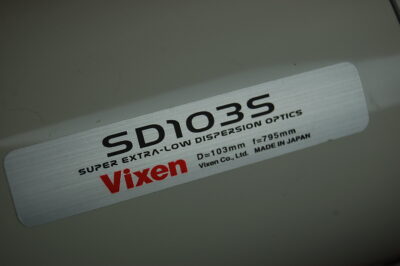 SD103S
SUPER EXTRA-LOW DISPERSION OPTICS
Vixen
D=103mm f=795mm
Vixen Co., Ltd. MADE IN JAPAN